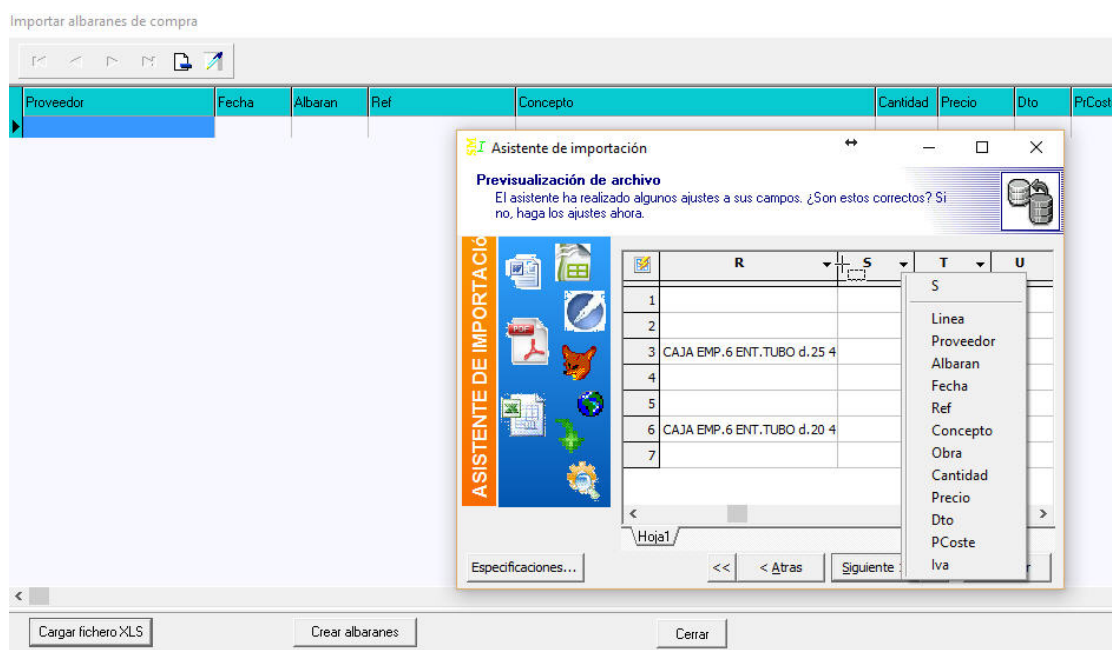 Importar albaranes de compra
Proveedor Fecha Albaran Ref Concepto Cantidad Precio Dto PrCost
Asistente de importación
Previsualización de archivo
El asistente ha realizado algunos ajustes a sus campos. ¿Son estos correctos? Si
no, haga los ajustes ahora.
ASISTENTE DE IMPORTACIÓ
R S T U
1
2
3 CAJA EMP.6 ENT.TUBO d.25 4
4
5
6 CAJA EMP.6 ENT.TUBO d.20 4
7
S
Linea
Proveedor
Albaran
Fecha
Ref
Concepto
Obra
Cantidad
Precio
Dto
PCoste
Iva
Hoja1
Especificaciones... << < Atras Siguiente
Cargar fichero XLS Crear albaranes Cerrar